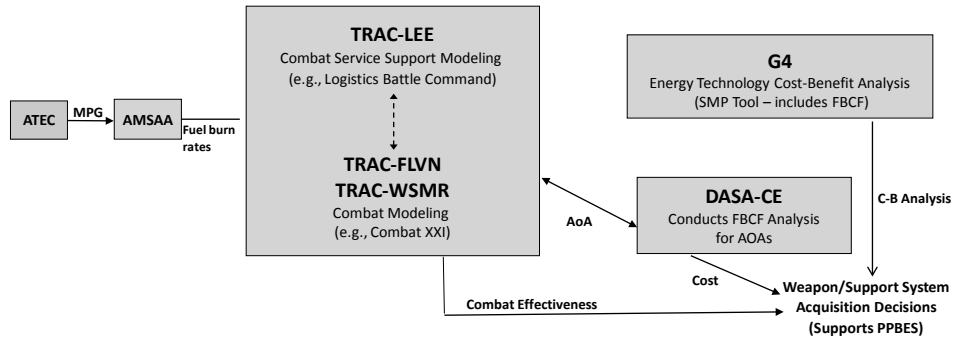 TRAC-LEE
Combat Service Support Modeling
(e.g., Logistics Battle Command)
G4
Energy Technology Cost-Benefit Analysis
(SMP Tool – includes FBCF)
ATEC
MPG
AMSAA
Fuel burn
rates
TRAC-FLVN
TRAC-WSMR
Combat Modeling
(e.g., Combat XXI)
AoA
DASA-CE
Conducts FBCF Analysis
for AOAs
C-B Analysis
Cost
Combat Effectiveness
Weapon/Support System
Acquisition Decisions
(Supports PPBES)